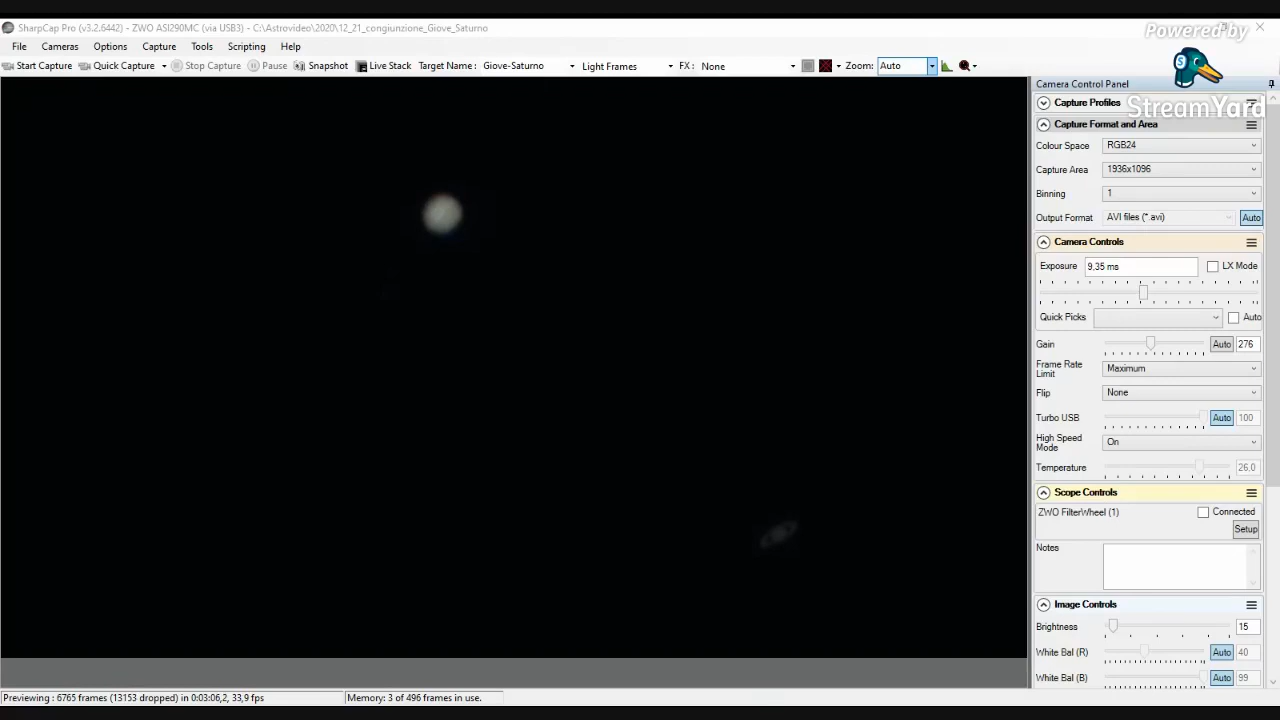 SharpCap Pro (v3.2.6442) - ZWO ASI290MC (via USB3) - C:\Astrovideo\2020\12_21_congiunzione_Giove_Saturno
Powered by
File Cameras Options Capture Tools Scripting Help
Start Capture Quick Capture Stop Capture Pause Snapshot Live Stack Target Name : Giove-Saturno Light Frames FX : None Zoom: Auto
S
StreamYard
Camera Control Panel
Capture Profiles
Capture Format and Area
Colour Space RGB24
Capture Area 1936x1096
Binning 1
Output Format AVI files (*.avi) Auto
Camera Controls
Exposure 9,35 ms LX Mode
Quick Picks Auto
Gain Auto 276
Frame Rate
Limit Maximum
Flip None
Turbo USB Auto 100
High Speed
Mode On
Temperature 26,0
Scope Controls
ZWO FilterWheel (1) Connected
Setup
Notes
Image Controls
Brightness 15
White Bal (R) Auto 40
White Bal (B) Auto 99
Previewing : 6765 frames (13153 dropped) in 0:03:06,2, 33,9 fps Memory: 3 of 496 frames in use.